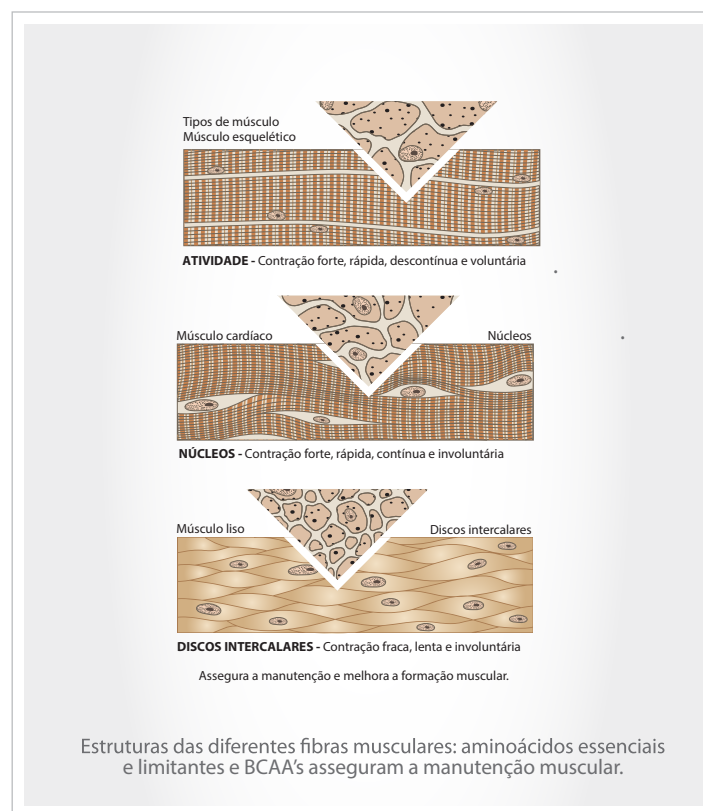 Tipos de músculo
Músculo esquelético
ATIVIDADE - Contração forte, rápida, descontínua e voluntária
Músculo cardíaco
Núcleos
NÚCLEOS - Contração forte, rápida, contínua e involuntária
Músculo liso
Discos intercalares
DISCOS INTERCALARES - Contração fraca, lenta e involuntária
Assegura a manutenção e melhora a formação muscular.
Estruturas das diferentes fibras musculares: aminoácidos essenciais
e limitantes e BCAA’s asseguram a manutenção muscular.